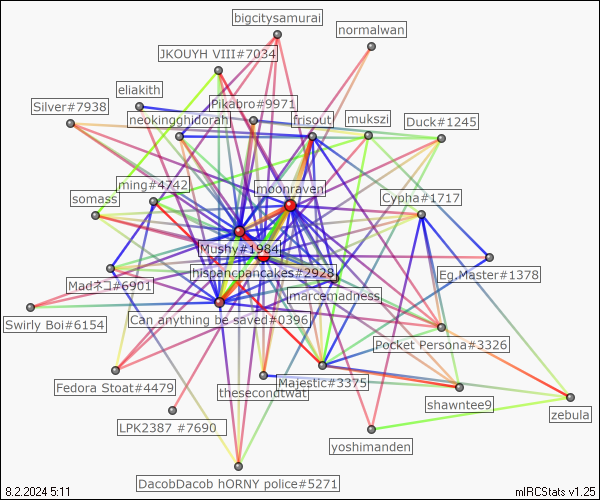 bigcitysamurai
normalwan
JKOUYH VIII#7034
eliakith
Silver#7938
Pikabro#9971
neokingghidorah
frisout
mukszi
Duck#1245
ming#4742
moonraven
somass
Cypha#1717
Mushy#1984
hispancpancakes#2928
Madネコ#6901
Eg.Master#1378
marcemadness
Swirly Boi#6154
Can anything be saved#0396
Pocket Persona#3326
Fedora Stoat#4479
Majestic#3375
thesecondtwat
shawntee9
zebula
LPK2387 #7690
yoshimanden
DacobDacob hORNY police#5271
8.2.2024 5:11
mIRCStats v1.25